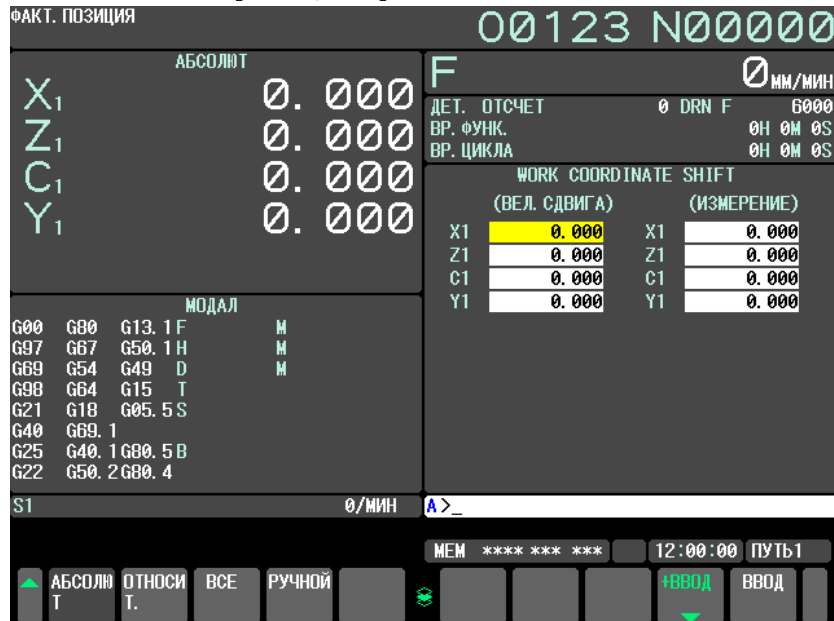 ФАКТ. ПОЗИЦИЯ
O0123 N00000
АБСОЛЮТ
X1 0.000
Z1 0.000
C1 0.000
Y1 0.000
F 0 ММ/МИН
ДЕТ. ОТСЧЕТ 0 DRN F 6000
ВР. ФУНК. 0H 0M 0S
ВР. ЦИКЛА 0H 0M 0S
WORK COORDINATE SHIFT
(ВЕЛ. СДВИГА) (ИЗМЕРЕНИЕ)
X1 0.000 X1 0.000
Z1 0.000 Z1 0.000
C1 0.000 C1 0.000
Y1 0.000 Y1 0.000
МОДАЛ
G00 G80 G13.1 F M
G97 G67 G50.1 H M
G69 G54 G49 D M
G98 G64 G15 T
G21 G18 G05.5 S
G40 G69.1
G25 G40.1 G80.5 B
G22 G50.2 G80.4
S1 0/МИН
A>_
MEM **** *** *** 12:00:00 ПУТЬ1
АБСОЛЮ
Т
ОТНОСИ
Т.
ВСЕ
РУЧНОЙ
+ВВОД
ВВОД